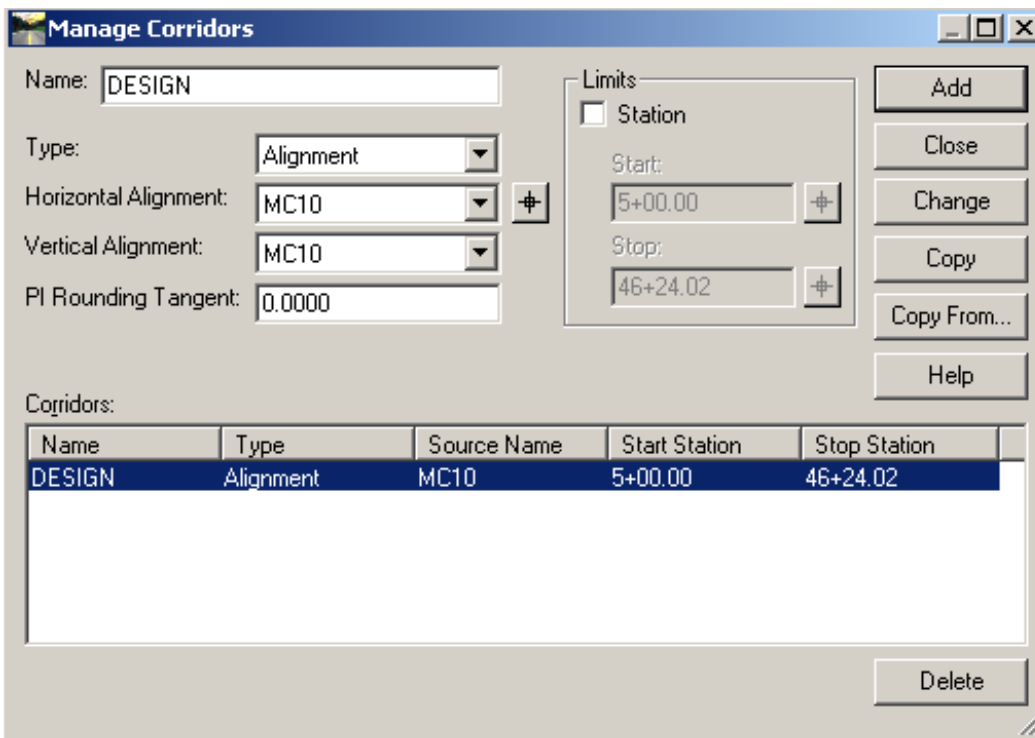 Manage Corridors
Name: DESIGN
Type: Alignment
Horizontal Alignment: MC10
Vertical Alignment: MC10
PI Rounding Tangent: 0.0000
Limits
Station
Start:
5+00.00
Stop:
46+24.02
Add
Close
Change
Copy
Copy From...
Help
Corridors:
Name Type Source Name Start Station Stop Station
DESIGN Alignment MC10 5+00.00 46+24.02
Delete